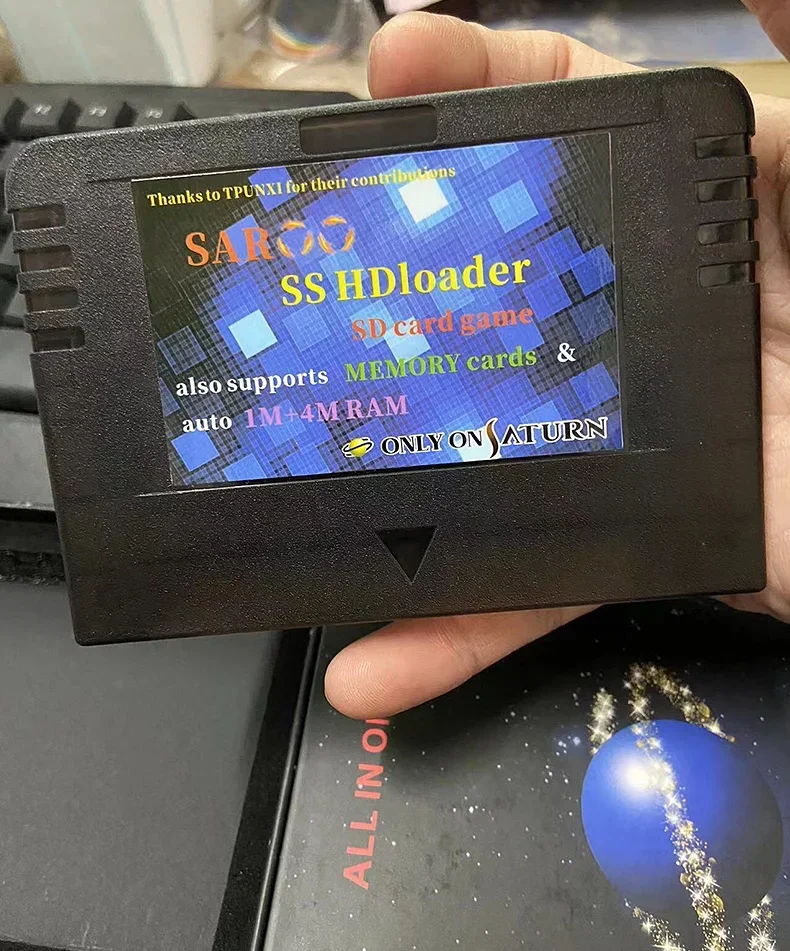 Thanks to TPUNXI for their contributions
SAROO
SS HDloader
SD card game
also supports MEMORY cards &
auto 1M+4M RAM
ONLY ON SATURN
ALL IN